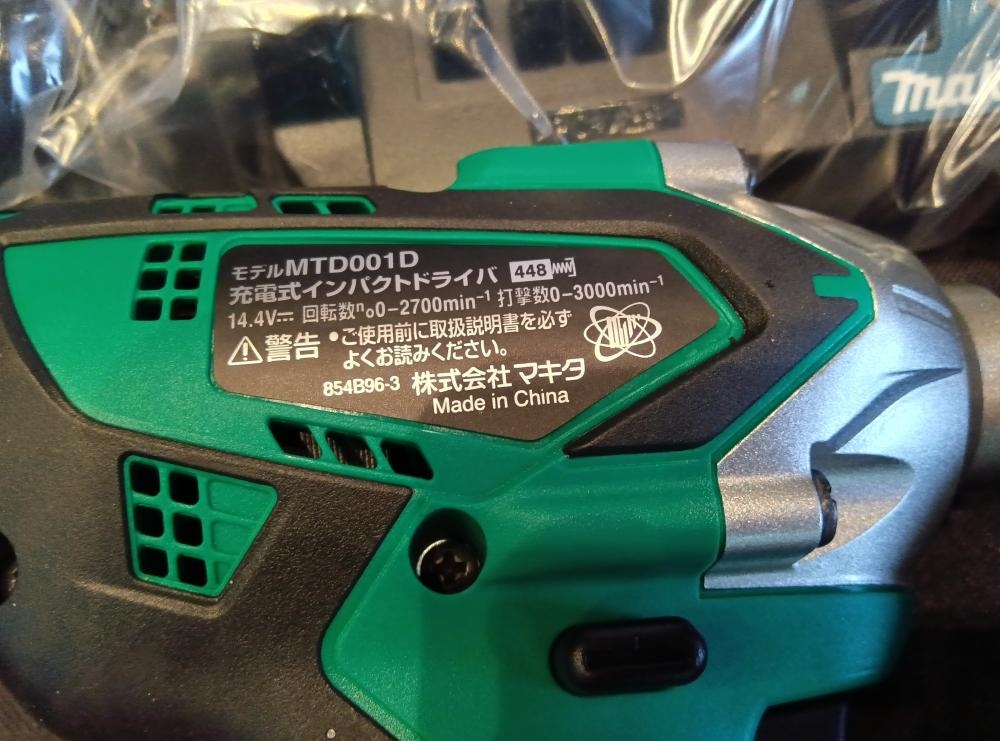 モデルMTD001D
充電式インパクトドライバ 448
14.4V⎓ 回転数n₀0-2700min⁻¹ 打撃数0-3000min⁻¹
⚠警告 •ご使用前に取扱説明書を必ず
よくお読みください。
854B96-3 株式会社マキタ
Made in China